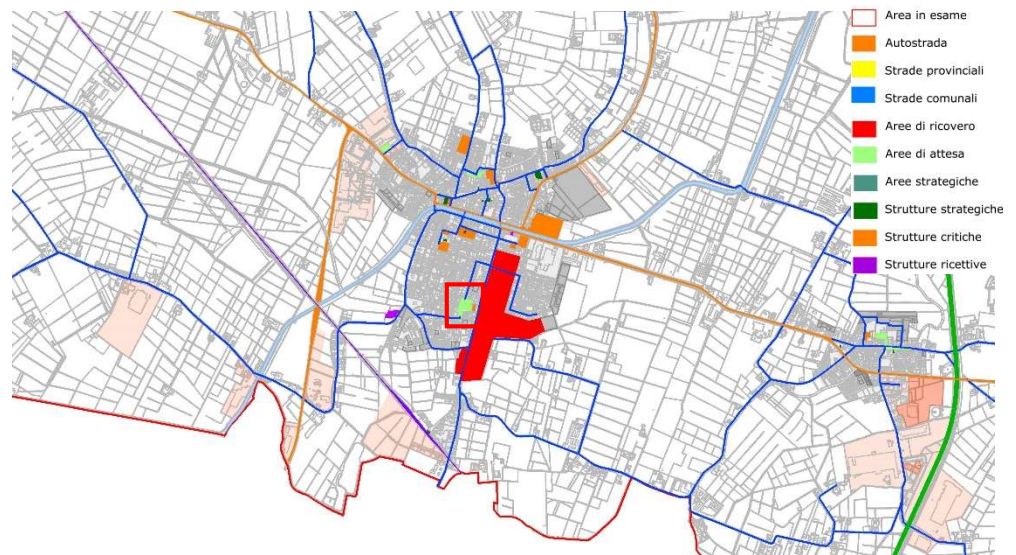 Area in esame
Autostrada
Strade provinciali
Strade comunali
Aree di ricovero
Aree di attesa
Aree strategiche
Strutture strategiche
Strutture critiche
Strutture ricettive